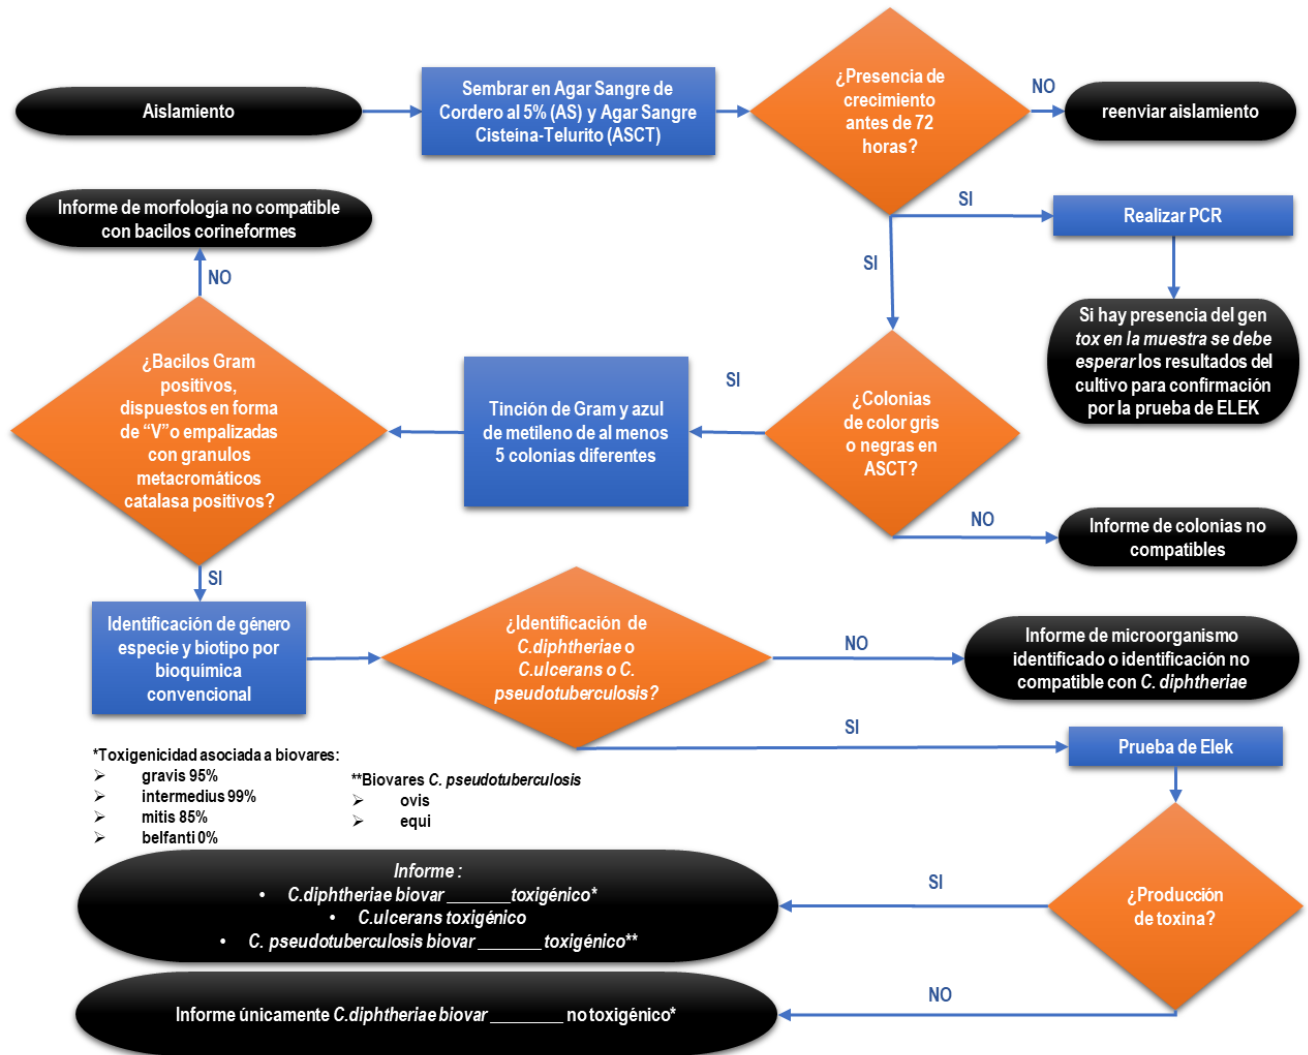 Aislamiento
Sembrar en Agar Sangre de
Cordero al 5% (AS) y Agar Sangre
Cisteína-Telurito (ASCT)
¿Presencia de
crecimiento
antes de 72
horas?
NO
reenviar aislamiento
SI
Realizar PCR
Si hay presencia del gen
tox en la muestra se debe
esperar los resultados del
cultivo para confirmación
por la prueba de ELEK
SI
¿Colonias
de color gris
o negras en
ASCT?
NO
Informe de colonias no
compatibles
SI
Tinción de Gram y azul
de metileno de al menos
5 colonias diferentes
¿Bacilos Gram
positivos,
dispuestos en forma
de “V”o empalizadas
con granulos
metacromáticos
catalasa positivos?
NO
Informe de morfología no compatible
con bacilos corineformes
SI
Identificación de género
especie y biotipo por
bioquímica
convencional
¿Identificación de
C.diphtheriae o
C.ulcerans o C.
pseudotuberculosis?
NO
Informe de microorganismo
identificado o identificación no
compatible con C. diphtheriae
SI
Prueba de Elek
¿Producción
de toxina?
*Toxigenicidad asociada a biovares:
➢ gravis 95%
➢ intermedius 99%
➢ mitis 85%
➢ belfanti 0%
**Biovares C. pseudotuberculosis
➢ ovis
➢ equi
SI
Informe :
• C.diphtheriae biovar _______toxigénico*
• C.ulcerans toxigénico
• C. pseudotuberculosis biovar _______ toxigénico**
NO
Informe únicamente C.diphtheriae biovar ________ no toxigénico*